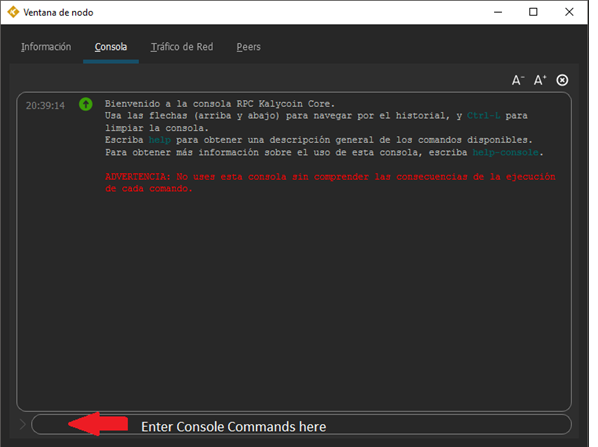 Ventana de nodo
Información
Consola
Tráfico de Red
Peers
A- A+
20:39:14
Bienvenido a la consola RPC Kalycoin Core.
Usa las flechas (arriba y abajo) para navegar por el historial, y Ctrl-L para
limpiar la consola.
Escriba help para obtener una descripción general de los comandos disponibles.
Para obtener más información sobre el uso de esta consola, escriba help-console.
ADVERTENCIA: No uses esta consola sin comprender las consecuencias de la ejecución
de cada comando.
Enter Console Commands here